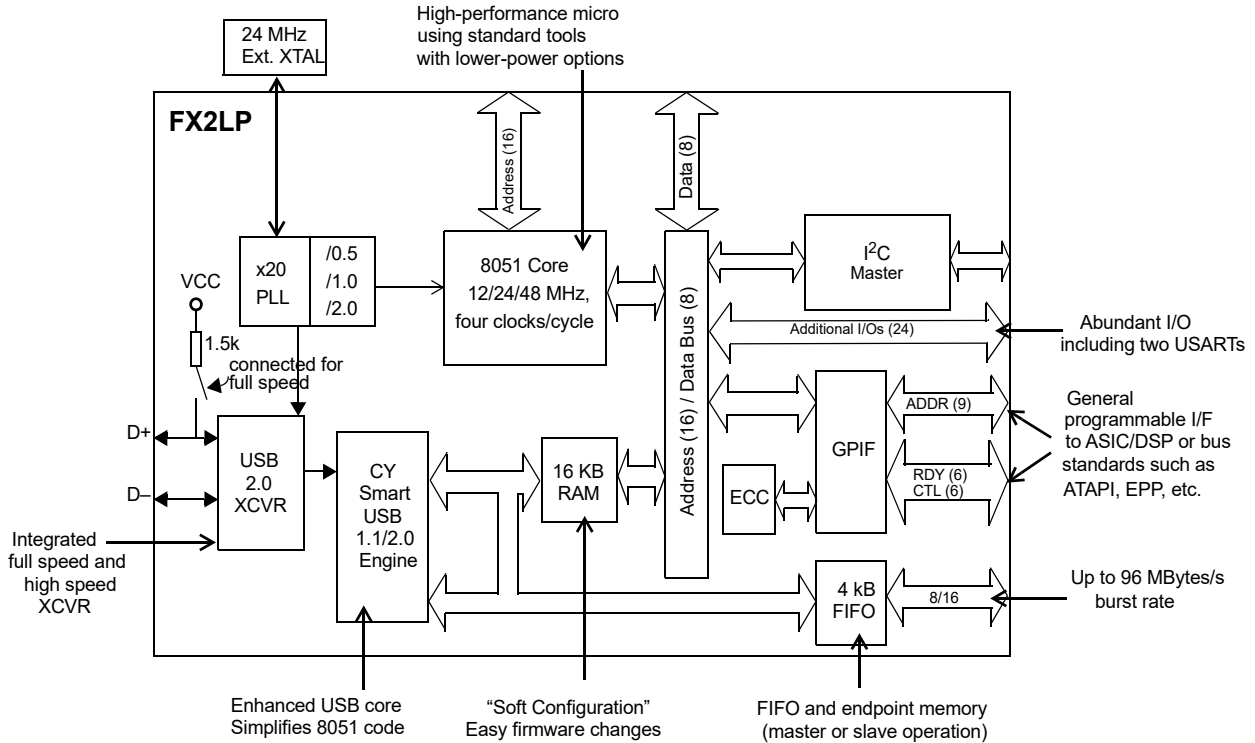 High-performance micro
using standard tools
with lower-power options
24 MHz
Ext. XTAL
FX2LP
Address (16)
Data (8)
x20
PLL
/0.5
/1.0
/2.0
VCC
1.5k
connected for
full speed
8051 Core
12/24/48 MHz,
four clocks/cycle
Address (16) / Data Bus (8)
I2C
Master
Additional I/Os (24)
Abundant I/O
including two USARTs
D+
D–
USB
2.0
XCVR
CY
Smart
USB
1.1/2.0
Engine
16 KB
RAM
ECC
GPIF
ADDR (9)
RDY (6)
CTL (6)
General
programmable I/F
to ASIC/DSP or bus
standards such as
ATAPI, EPP, etc.
Integrated
full speed and
high speed
XCVR
4 kB
FIFO
8/16
Up to 96 MBytes/s
burst rate
Enhanced USB core
Simplifies 8051 code
“Soft Configuration”
Easy firmware changes
FIFO and endpoint memory
(master or slave operation)